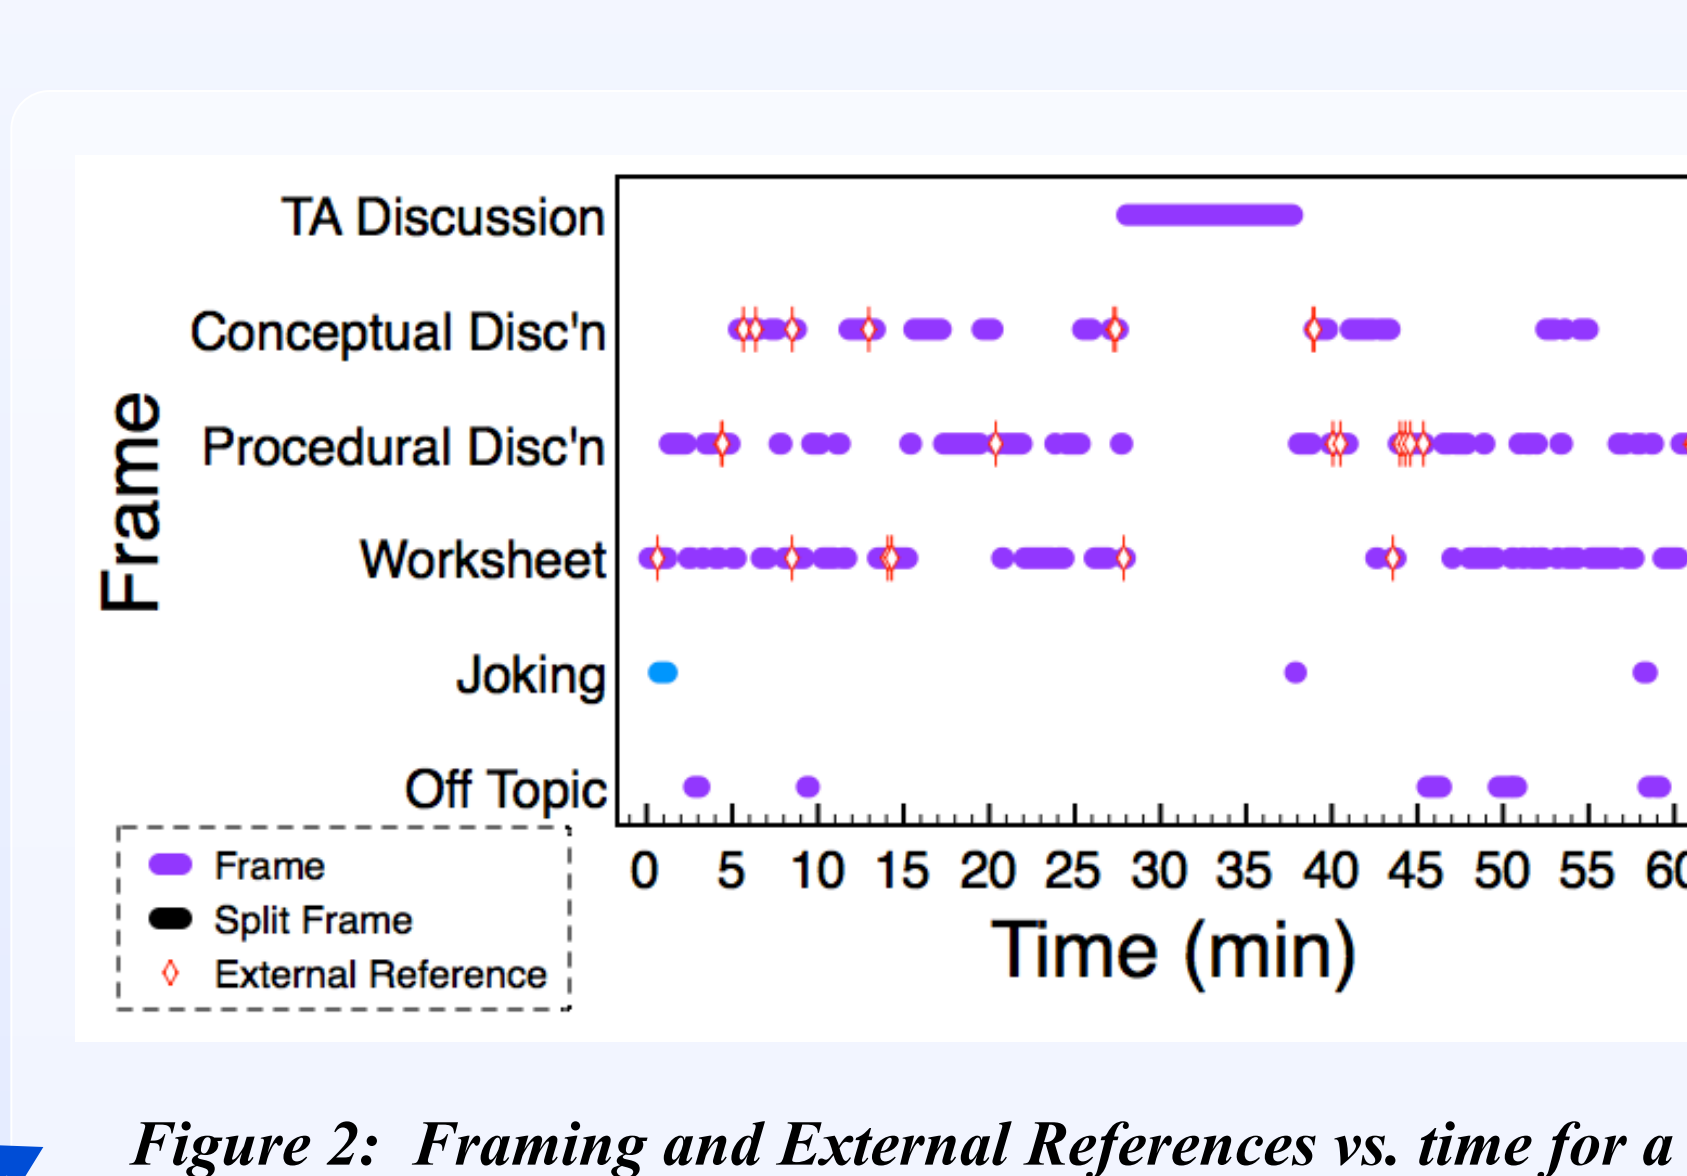 TA Discussion
Conceptual Disc'n
Procedural Disc'n
Worksheet
Joking
Off Topic
Frame
0 5 10 15 20 25 30 35 40 45 50 55 60
Time (min)
Frame
Split Frame
External Reference
Figure 2: Framing and External References vs. time for a